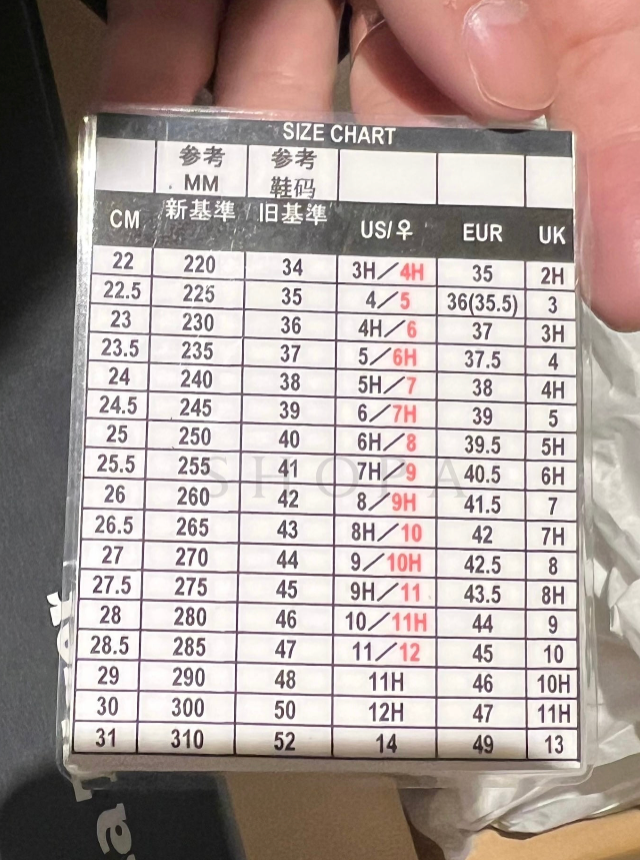 SIZE CHART
参考 参考
MM 鞋码
CM 新基準 旧基準 US/♀ EUR UK
22 220 34 3H/4H 35 2H
22.5 225 35 4/5 36(35.5) 3
23 230 36 4H/6 37 3H
23.5 235 37 5/6H 37.5 4
24 240 38 5H/7 38 4H
24.5 245 39 6/7H 39 5
25 250 40 6H/8 39.5 5H
25.5 255 41 7H/9 40.5 6H
26 260 42 8/9H 41.5 7
26.5 265 43 8H/10 42 7H
27 270 44 9/10H 42.5 8
27.5 275 45 9H/11 43.5 8H
28 280 46 10/11H 44 9
28.5 285 47 11/12 45 10
29 290 48 11H 46 10H
30 300 50 12H 47 11H
31 310 52 14 49 13
SHOPA